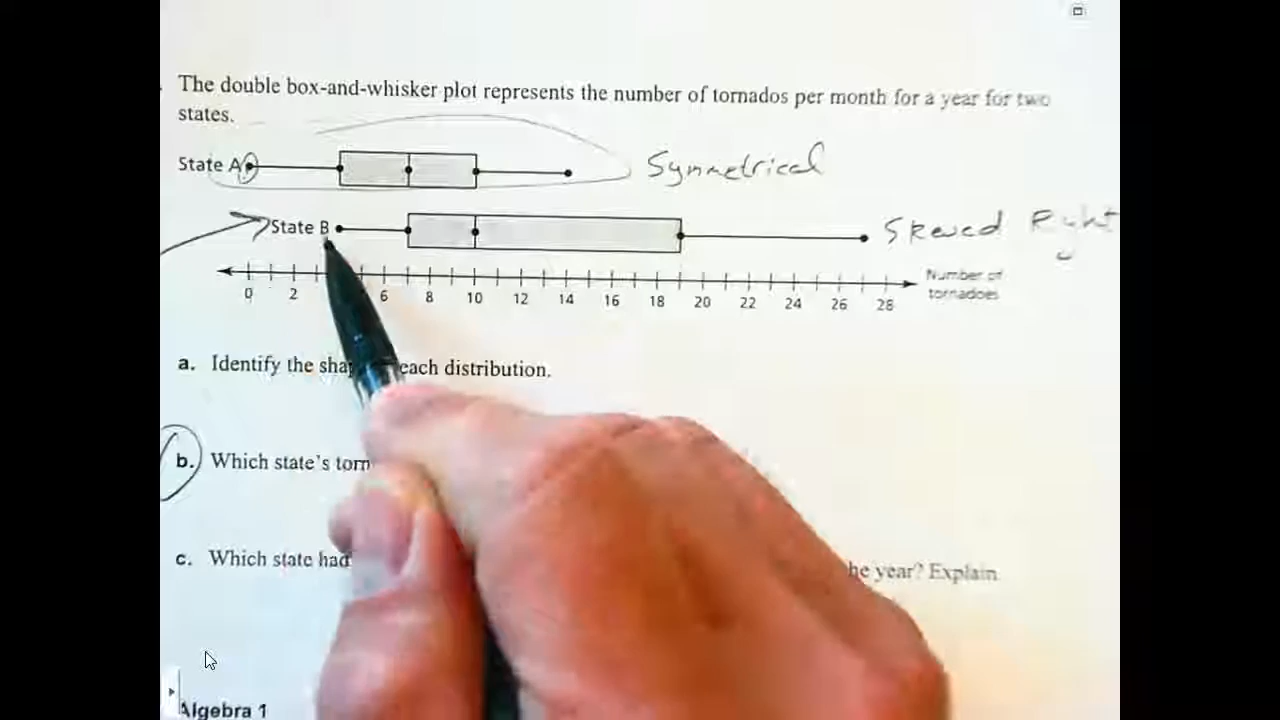 The double box-and-whisker plot represents the number of tornados per month for a year for two
states.
State A
Symmetrical
State B
Skewed Right
Number of
tornadoes
0 2 6 8 10 12 14 16 18 20 22 24 26 28
a. Identify the sha each distribution.
b. Which state's torn
c. Which state had he year? Explain
Algebra 1